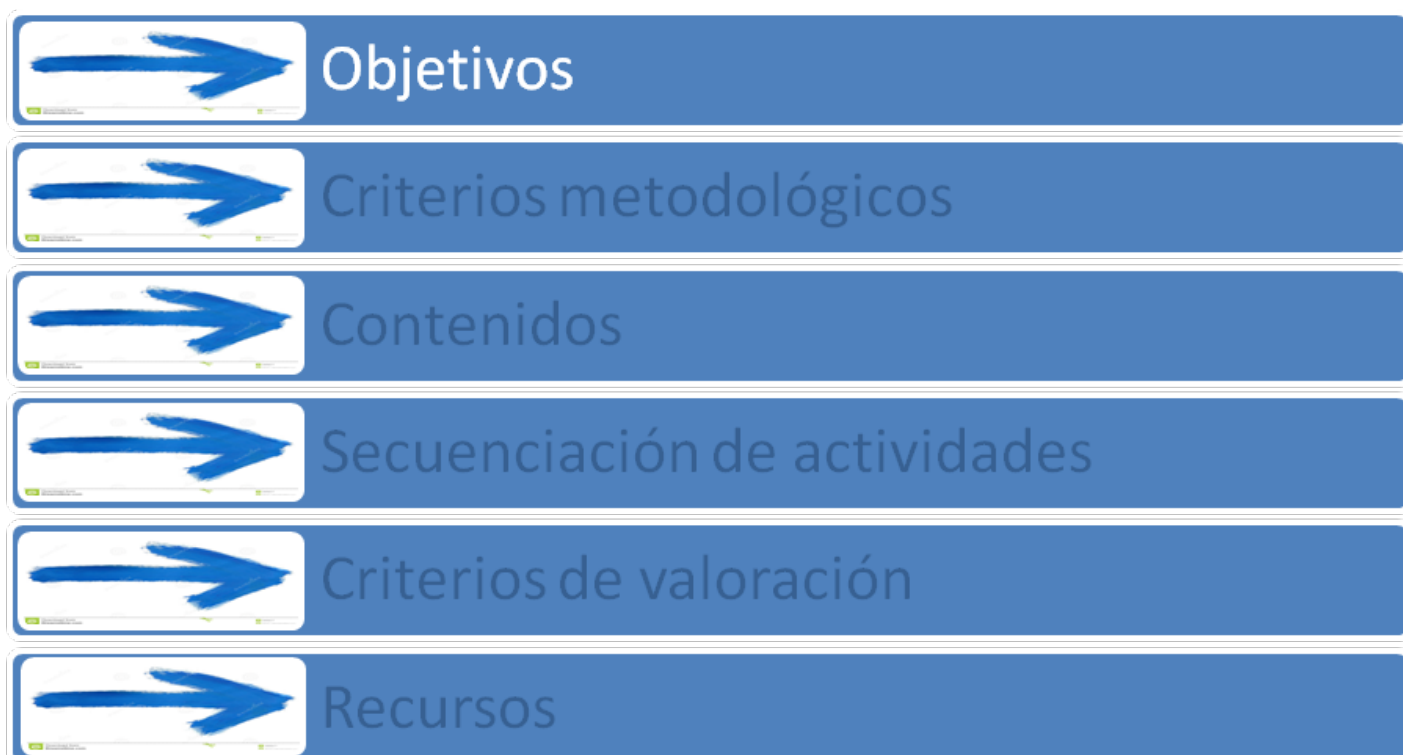 Objetivos
Criterios metodológicos
Contenidos
Secuenciación de actividades
Criterios de valoración
Recursos